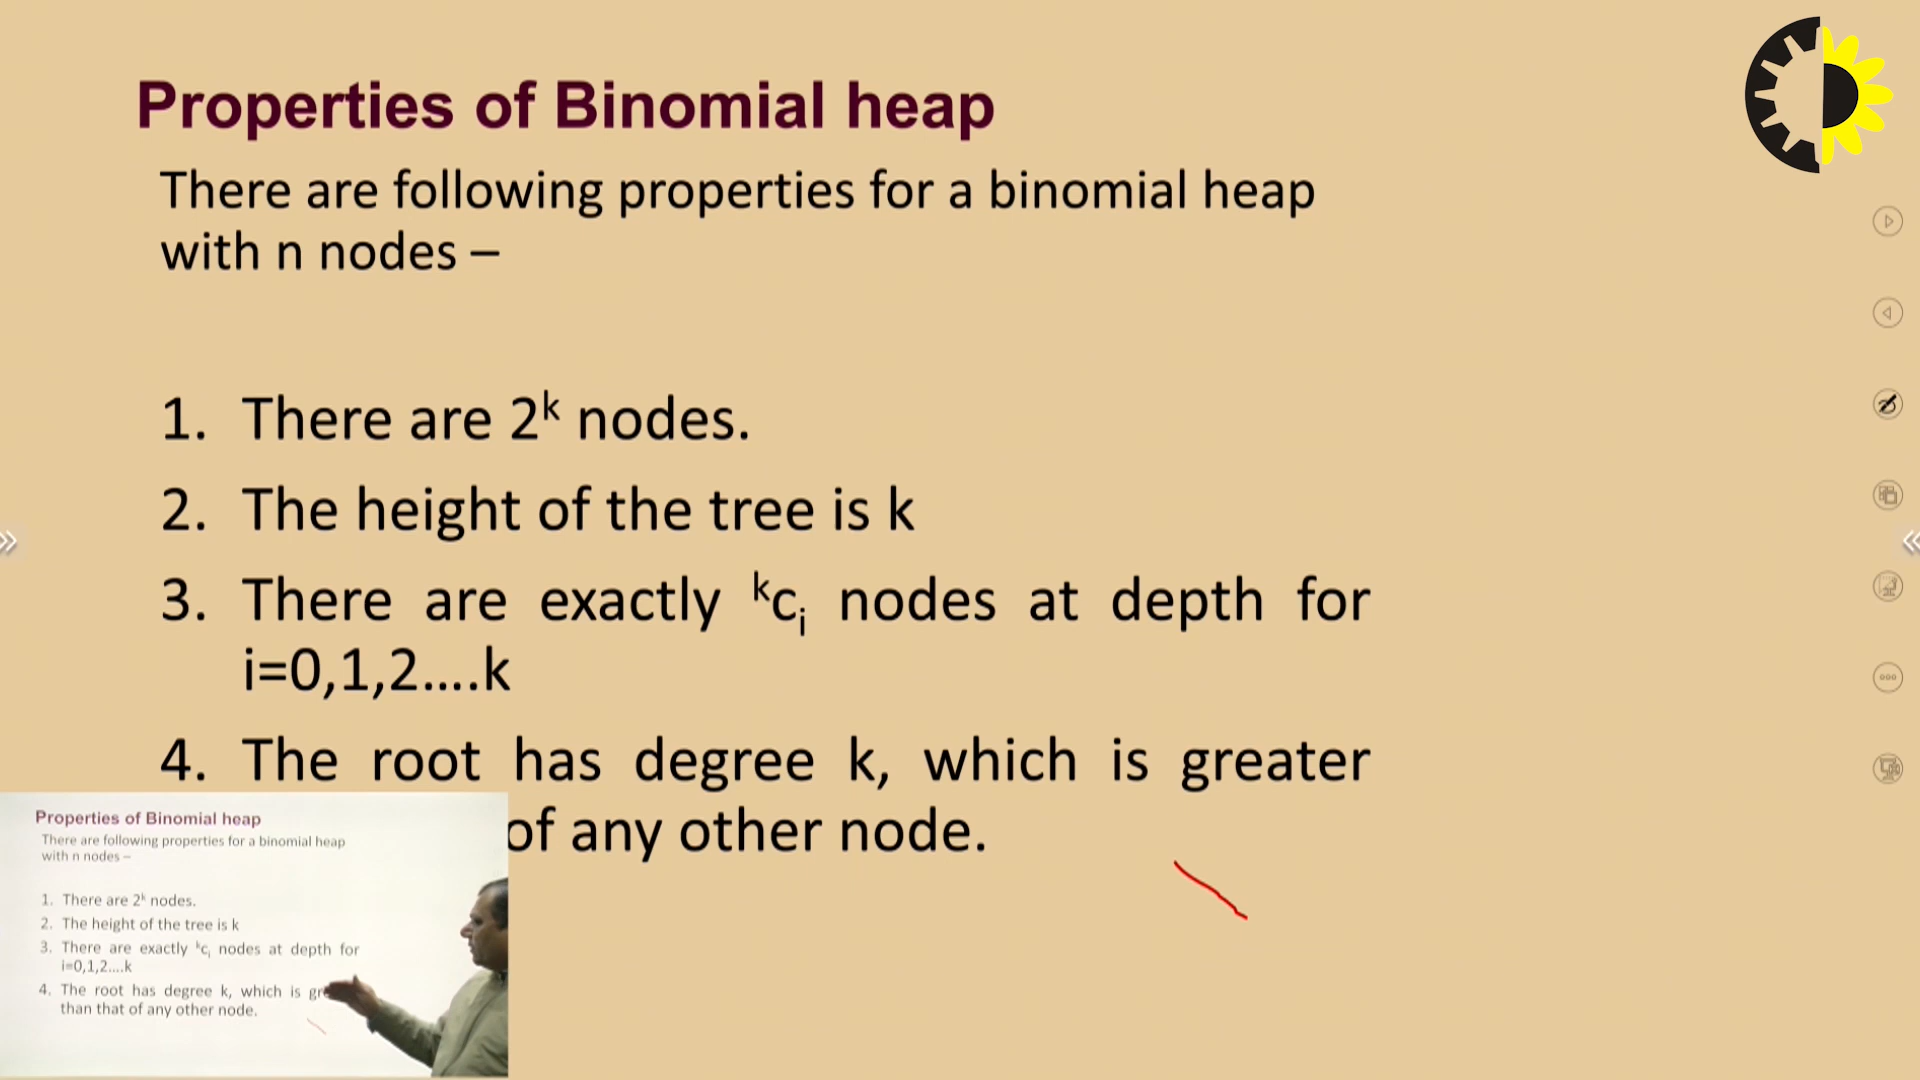 Properties of Binomial heap
There are following properties for a binomial heap
with n nodes –
1. There are 2ᵏ nodes.
2. The height of the tree is k
3. There are exactly ᵏcᵢ nodes at depth for
i=0,1,2....k
4. The root has degree k, which is greater
of any other node.
Properties of Binomial heap
There are following properties for a binomial heap
with n nodes –
1. There are 2ᵏ nodes.
2. The height of the tree is k
3. There are exactly ᵏcᵢ nodes at depth for
i=0,1,2....k
4. The root has degree k, which is
than that of any other node.